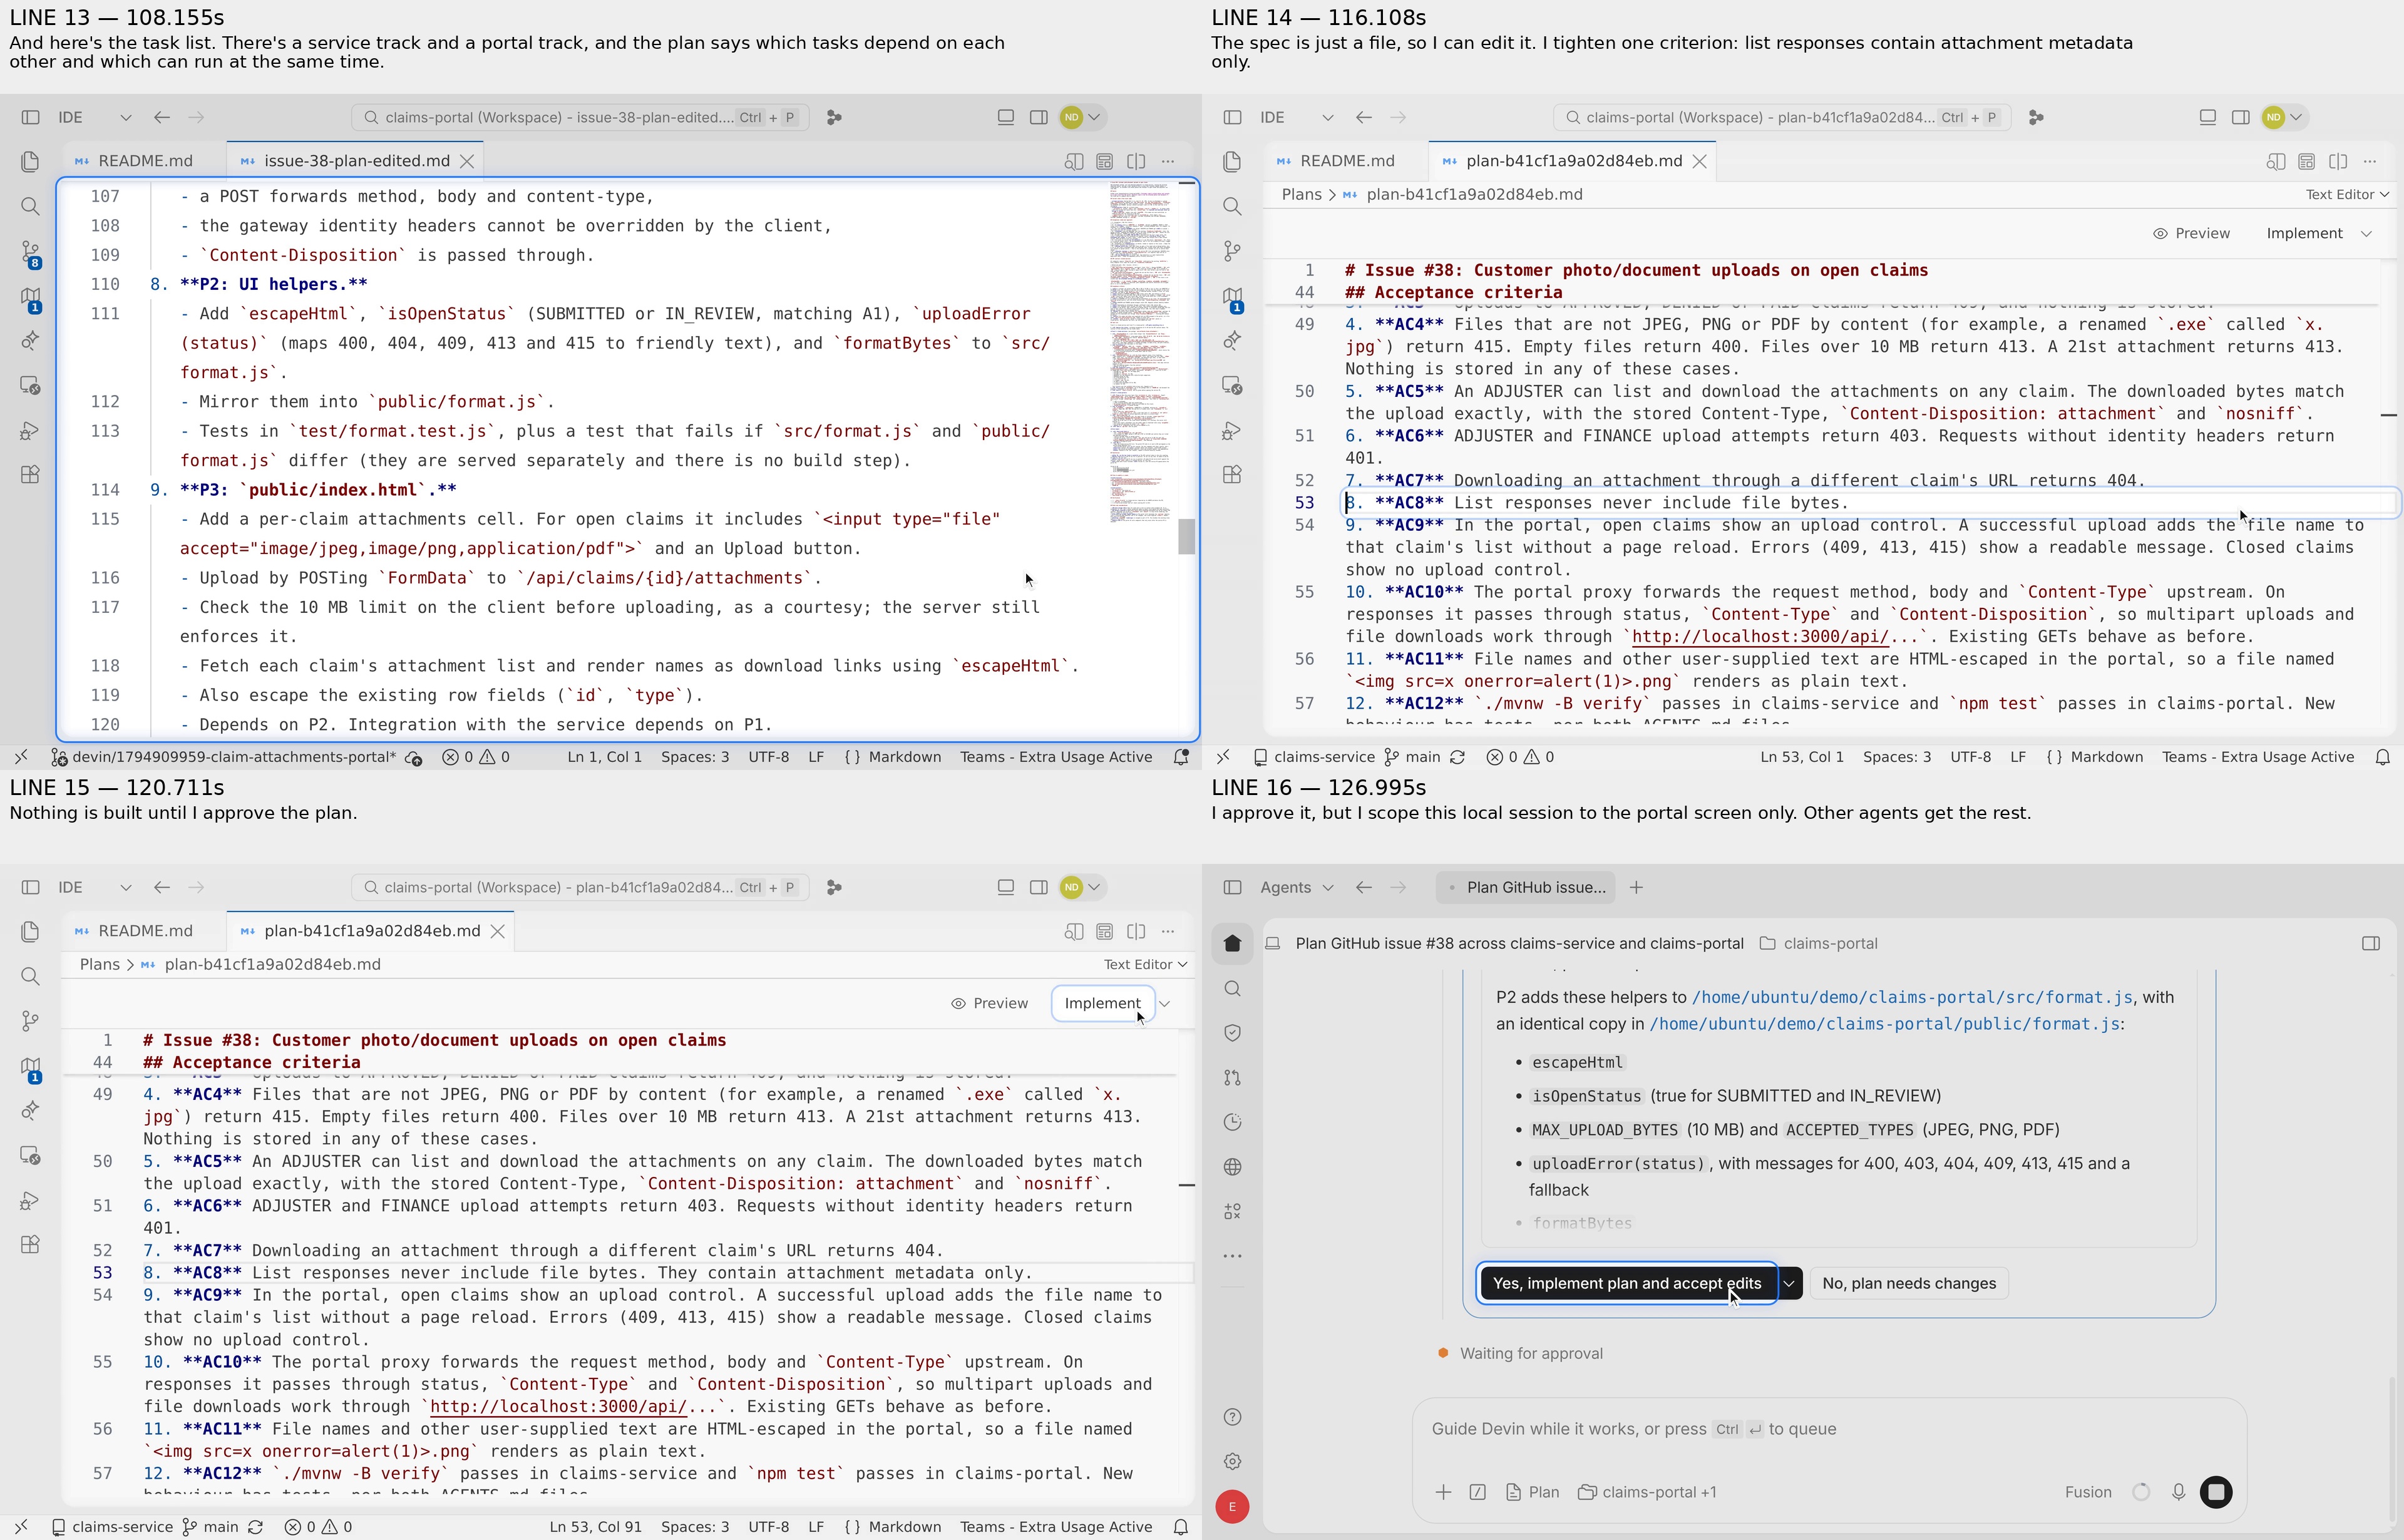 LINE 13 — 108.155s
And here's the task list. There's a service track and a portal track, and the plan says which tasks depend on each
other and which can run at the same time.
IDE
claims-portal (Workspace) - issue-38-plan-edited.... Ctrl + P
ND
README.md
issue-38-plan-edited.md
107 - a POST forwards method, body and content-type,
108 - the gateway identity headers cannot be overridden by the client,
109 - `Content-Disposition` is passed through.
110 8. **P2: UI helpers.**
111 - Add `escapeHtml`, `isOpenStatus` (SUBMITTED or IN_REVIEW, matching A1), `uploadError
(status)` (maps 400, 404, 409, 413 and 415 to friendly text), and `formatBytes` to `src/
format.js`.
112 - Mirror them into `public/format.js`.
113 - Tests in `test/format.test.js`, plus a test that fails if `src/format.js` and `public/
format.js` differ (they are served separately and there is no build step).
114 9. **P3: `public/index.html`.**
115 - Add a per-claim attachments cell. For open claims it includes `<input type="file"
accept="image/jpeg,image/png,application/pdf">` and an Upload button.
116 - Upload by POSTing `FormData` to `/api/claims/{id}/attachments`.
117 - Check the 10 MB limit on the client before uploading, as a courtesy; the server still
enforces it.
118 - Fetch each claim's attachment list and render names as download links using `escapeHtml`.
119 - Also escape the existing row fields (`id`, `type`).
120 - Depends on P2. Integration with the service depends on P1.
8
1
devin/1794909959-claim-attachments-portal* 0 0 Ln 1, Col 1 Spaces: 3 UTF-8 LF {} Markdown Teams - Extra Usage Active
LINE 14 — 116.108s
The spec is just a file, so I can edit it. I tighten one criterion: list responses contain attachment metadata
only.
IDE
claims-portal (Workspace) - plan-b41cf1a9a02d84... Ctrl + P
ND
README.md
plan-b41cf1a9a02d84eb.md
Plans > plan-b41cf1a9a02d84eb.md
Text Editor
Preview
Implement
1 # Issue #38: Customer photo/document uploads on open claims
44 ## Acceptance criteria
49 4. **AC4** Files that are not JPEG, PNG or PDF by content (for example, a renamed `.exe` called `x.
jpg`) return 415. Empty files return 400. Files over 10 MB return 413. A 21st attachment returns 413.
Nothing is stored in any of these cases.
50 5. **AC5** An ADJUSTER can list and download the attachments on any claim. The downloaded bytes match
the upload exactly, with the stored Content-Type, `Content-Disposition: attachment` and `nosniff`.
51 6. **AC6** ADJUSTER and FINANCE upload attempts return 403. Requests without identity headers return
401.
52 7. **AC7** Downloading an attachment through a different claim's URL returns 404.
53 8. **AC8** List responses never include file bytes.
54 9. **AC9** In the portal, open claims show an upload control. A successful upload adds the file name to
that claim's list without a page reload. Errors (409, 413, 415) show a readable message. Closed claims
show no upload control.
55 10. **AC10** The portal proxy forwards the request method, body and `Content-Type` upstream. On
responses it passes through status, `Content-Type` and `Content-Disposition`, so multipart uploads and
file downloads work through `http://localhost:3000/api/...`. Existing GETs behave as before.
56 11. **AC11** File names and other user-supplied text are HTML-escaped in the portal, so a file named
`<img src=x onerror=alert(1)>.png` renders as plain text.
57 12. **AC12** `./mvnw -B verify` passes in claims-service and `npm test` passes in claims-portal. New
1
claims-service main 0 0 Ln 53, Col 1 Spaces: 3 UTF-8 LF {} Markdown Teams - Extra Usage Active
LINE 15 — 120.711s
Nothing is built until I approve the plan.
IDE
claims-portal (Workspace) - plan-b41cf1a9a02d84... Ctrl + P
ND
README.md
plan-b41cf1a9a02d84eb.md
Plans > plan-b41cf1a9a02d84eb.md
Text Editor
Preview
Implement
1 # Issue #38: Customer photo/document uploads on open claims
44 ## Acceptance criteria
49 4. **AC4** Files that are not JPEG, PNG or PDF by content (for example, a renamed `.exe` called `x.
jpg`) return 415. Empty files return 400. Files over 10 MB return 413. A 21st attachment returns 413.
Nothing is stored in any of these cases.
50 5. **AC5** An ADJUSTER can list and download the attachments on any claim. The downloaded bytes match
the upload exactly, with the stored Content-Type, `Content-Disposition: attachment` and `nosniff`.
51 6. **AC6** ADJUSTER and FINANCE upload attempts return 403. Requests without identity headers return
401.
52 7. **AC7** Downloading an attachment through a different claim's URL returns 404.
53 8. **AC8** List responses never include file bytes. They contain attachment metadata only.
54 9. **AC9** In the portal, open claims show an upload control. A successful upload adds the file name to
that claim's list without a page reload. Errors (409, 413, 415) show a readable message. Closed claims
show no upload control.
55 10. **AC10** The portal proxy forwards the request method, body and `Content-Type` upstream. On
responses it passes through status, `Content-Type` and `Content-Disposition`, so multipart uploads and
file downloads work through `http://localhost:3000/api/...`. Existing GETs behave as before.
56 11. **AC11** File names and other user-supplied text are HTML-escaped in the portal, so a file named
`<img src=x onerror=alert(1)>.png` renders as plain text.
57 12. **AC12** `./mvnw -B verify` passes in claims-service and `npm test` passes in claims-portal. New
1
claims-service main 0 0 Ln 53, Col 91 Spaces: 3 UTF-8 LF {} Markdown Teams - Extra Usage Active
LINE 16 — 126.995s
I approve it, but I scope this local session to the portal screen only. Other agents get the rest.
Agents
Plan GitHub issue...
Plan GitHub issue #38 across claims-service and claims-portal claims-portal
P2 adds these helpers to /home/ubuntu/demo/claims-portal/src/format.js, with
an identical copy in /home/ubuntu/demo/claims-portal/public/format.js:
• escapeHtml
• isOpenStatus (true for SUBMITTED and IN_REVIEW)
• MAX_UPLOAD_BYTES (10 MB) and ACCEPTED_TYPES (JPEG, PNG, PDF)
• uploadError(status), with messages for 400, 403, 404, 409, 413, 415 and a
fallback
• formatBytes
Yes, implement plan and accept edits
No, plan needs changes
Waiting for approval
Guide Devin while it works, or press Ctrl ↵ to queue
Plan
claims-portal +1
Fusion
E